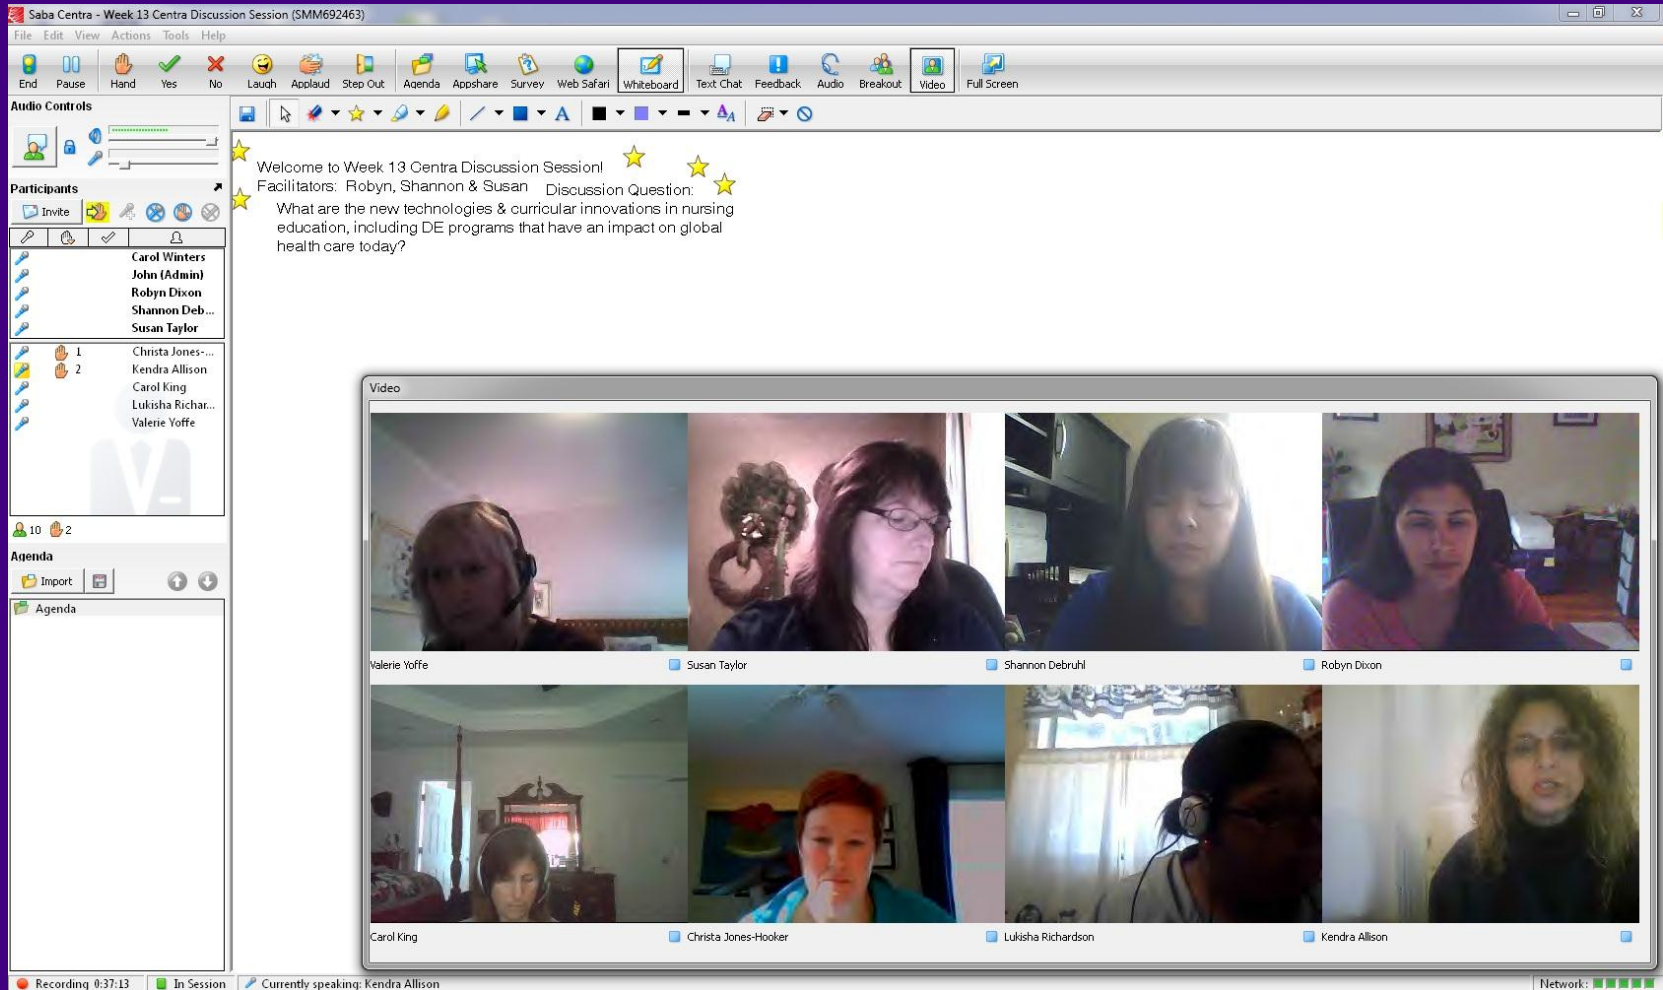 Saba Centra - Week 13 Centra Discussion Session (SMM692463)
File Edit View Actions Tools Help
End Pause Hand Yes No Laugh Applaud Step Out Agenda Appshare Survey Web Safari Whiteboard Text Chat Feedback Audio Breakout Video Full Screen
Audio Controls
Participants
Invite
Carol Winters
John (Admin)
Robyn Dixon
Shannon Deb...
Susan Taylor
1 Christa Jones-...
2 Kendra Allison
Carol King
Lukisha Richar...
Valerie Yoffe
10 2
Agenda
Import
Agenda
Welcome to Week 13 Centra Discussion Session!
Facilitators: Robyn, Shannon & Susan Discussion Question:
What are the new technologies & curricular innovations in nursing
education, including DE programs that have an impact on global
health care today?
Video
Valerie Yoffe Susan Taylor Shannon Debruhl Robyn Dixon
Carol King Christa Jones-Hooker Lukisha Richardson Kendra Allison
Recording 0:37:13 In Session Currently speaking: Kendra Allison Network: